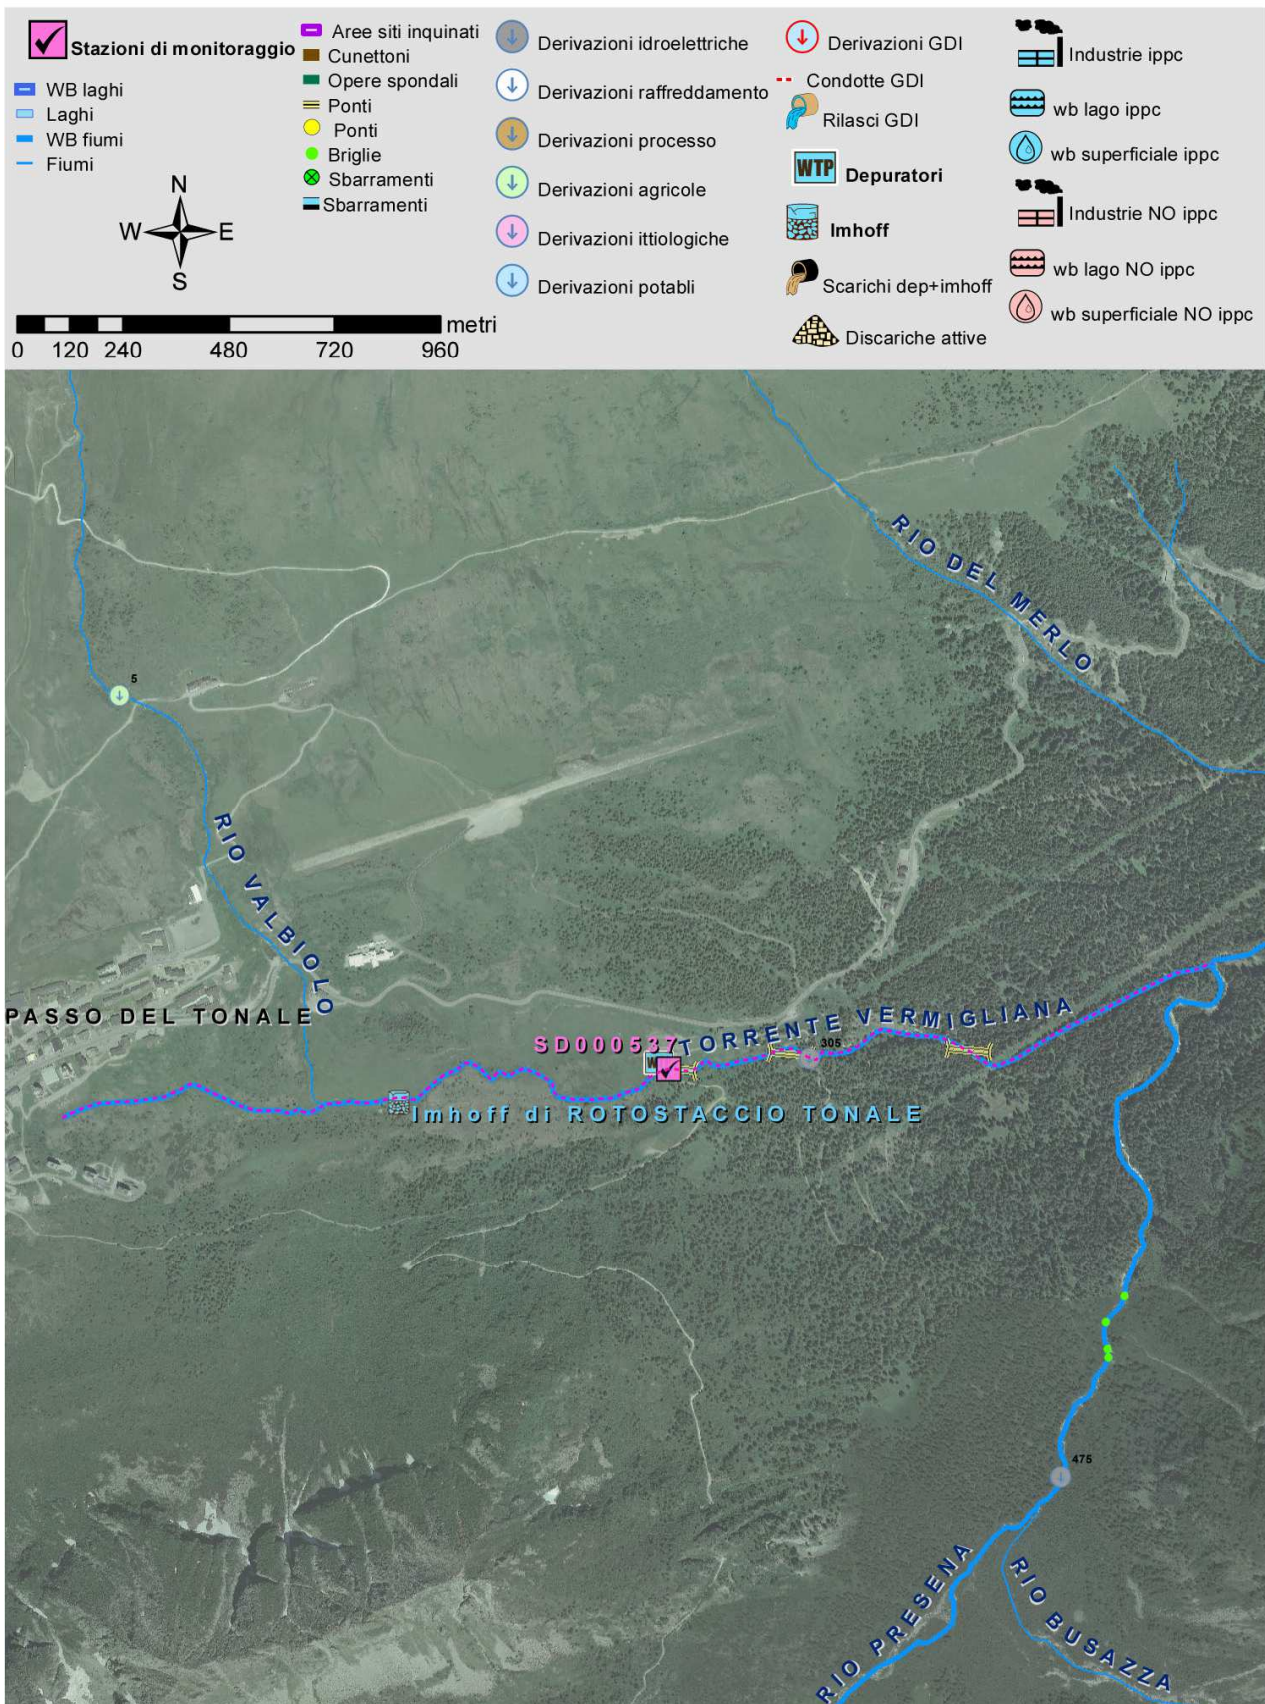 Stazioni di monitoraggio
WB laghi
Laghi
WB fiumi
Fiumi
N
W E
S
metri
0 120 240 480 720 960
Aree siti inquinati
Cunettoni
Opere spondali
Ponti
Ponti
Briglie
Sbarramenti
Sbarramenti
Derivazioni idroelettriche
Derivazioni raffreddamento
Derivazioni processo
Derivazioni agricole
Derivazioni ittiologiche
Derivazioni potabli
Derivazioni GDI
Condotte GDI
Rilasci GDI
WTP Depuratori
Imhoff
Scarichi dep+imhoff
Discariche attive
Industrie ippc
wb lago ippc
wb superficiale ippc
Industrie NO ippc
wb lago NO ippc
wb superficiale NO ippc
RIO DEL MERLO
5
RIO VALBIOLO
PASSO DEL TONALE
SD000537
TORRENTE VERMIGLIANA
305
Imhoff di ROTOSTACCIO TONALE
475
RIO PRESENA
RIO BUSAZZA